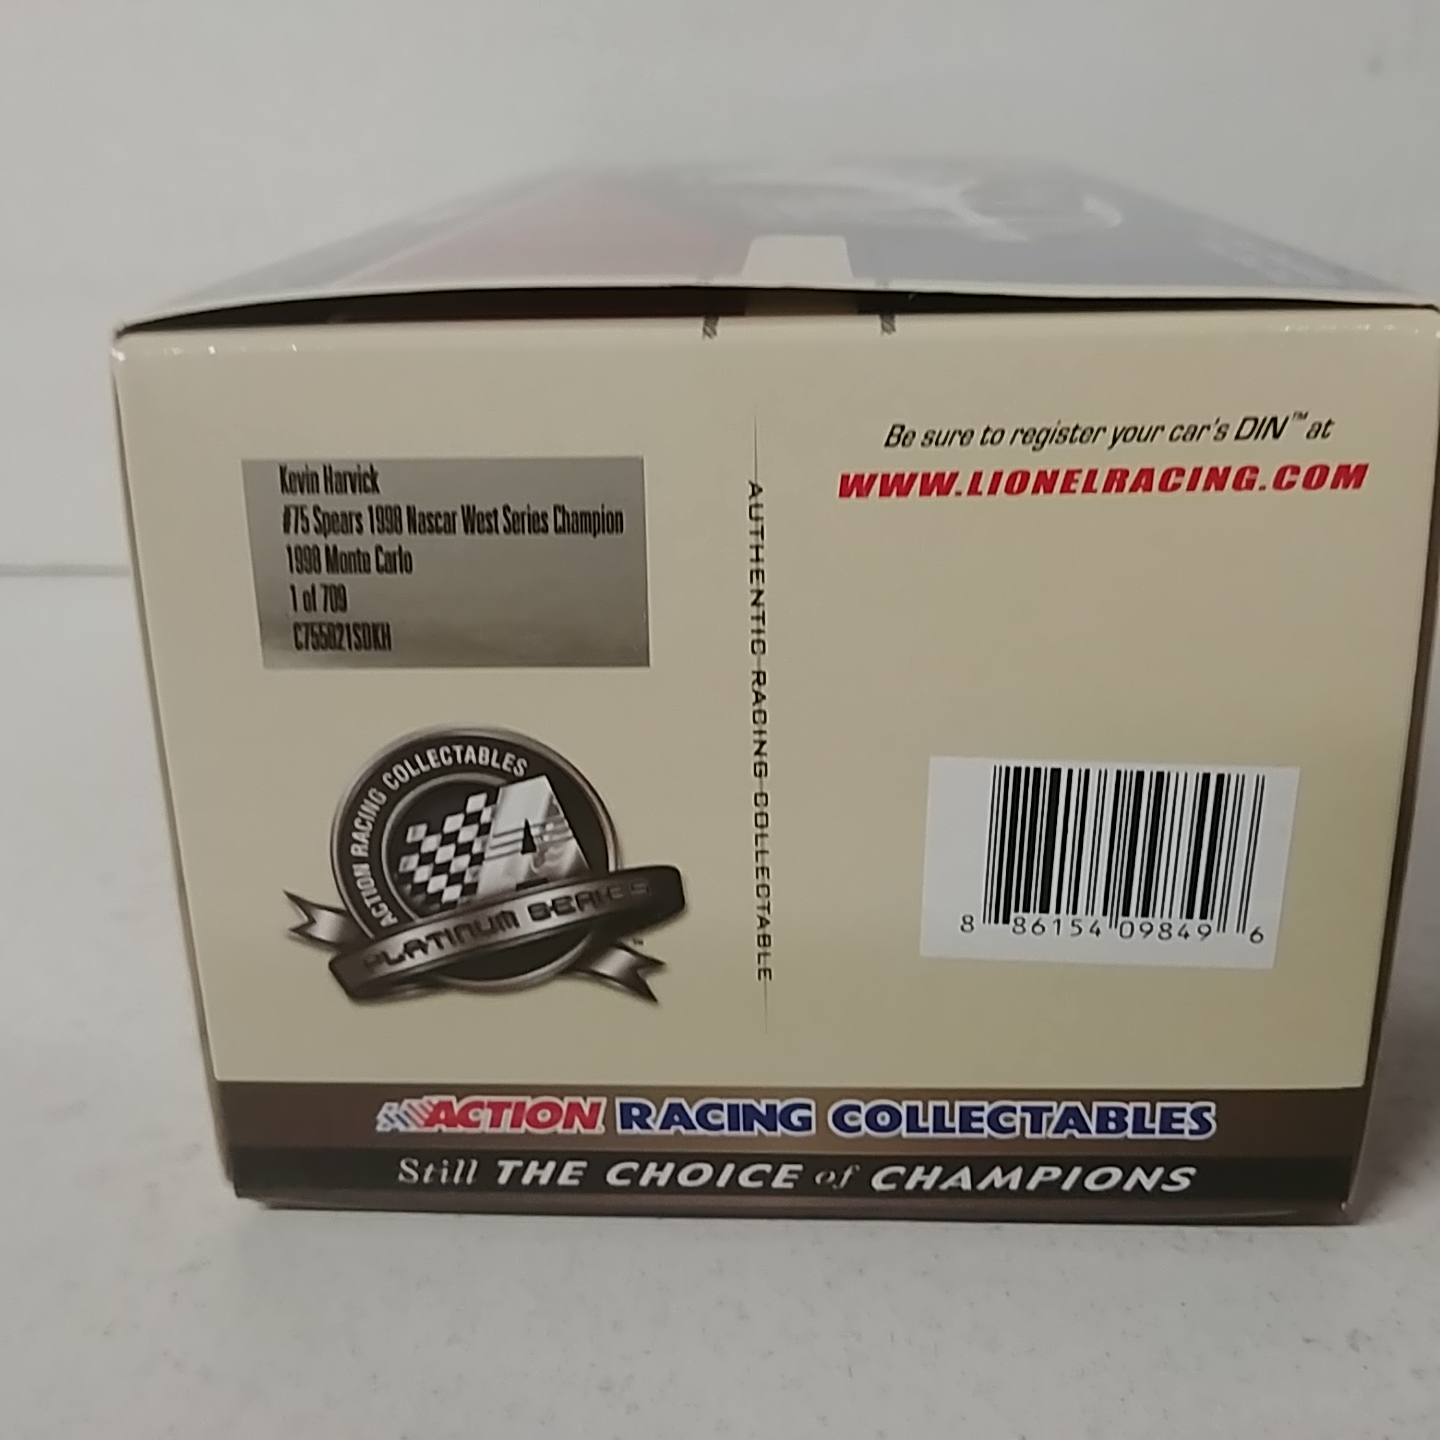 Kevin Harvick
#75 Spears 1998 Nascar West Series Champion
1998 Monte Carlo
1 of 709
C755821SDKH
ACTION RACING COLLECTABLES
PLATINUM SERIES
AUTHENTIC RACING COLLECTABLE
Be sure to register your car's DIN™ at
WWW.LIONELRACING.COM
8 86154 09849 6
ACTION RACING COLLECTABLES
Still THE CHOICE of CHAMPIONS